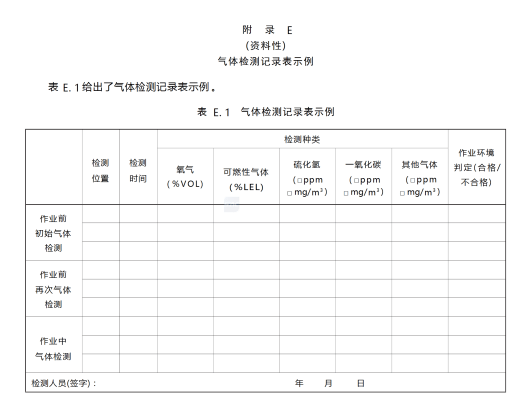 附 录 E
(资料性)
气体检测记录表示例
表 E.1给出了气体检测记录表示例。
表 E.1 气体检测记录表示例
检测种类
检测
位置
检测
时间
氧气
(%VOL)
可燃性气体
(%LEL)
硫化氢
(□ppm
□mg/m³)
一氧化碳
(□ppm
□mg/m³)
其他气体
(□ppm
□mg/m³)
作业环境
判定(合格/
不合格)
作业前
初始气体
检测
作业前
再次气体
检测
作业中
气体检测
检测人员(签字): 年 月 日